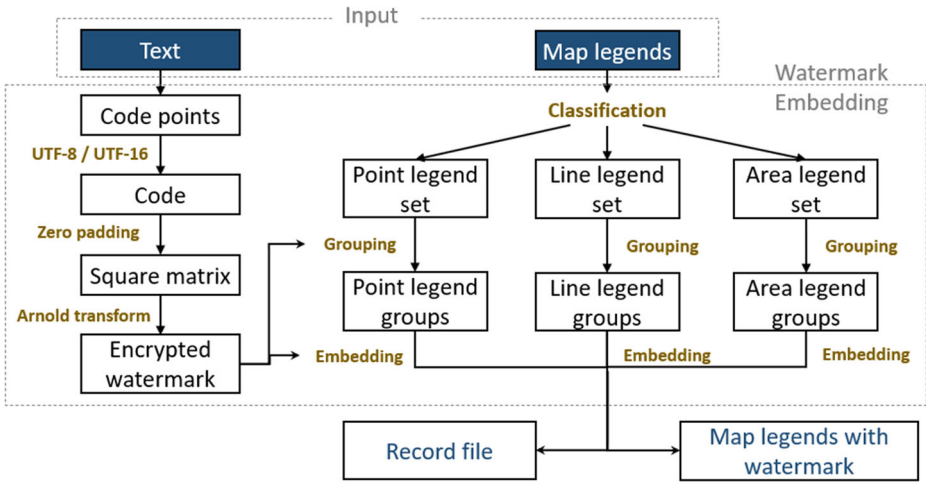 Input
Text
Map legends
Watermark
Embedding
Code points
Classification
UTF-8 / UTF-16
Point legend
set
Line legend
set
Area legend
set
Code
Zero padding
Grouping
Grouping
Grouping
Square matrix
Point legend
groups
Line legend
groups
Area legend
groups
Arnold transform
Encrypted
watermark
Embedding
Embedding
Embedding
Record file
Map legends with
watermark